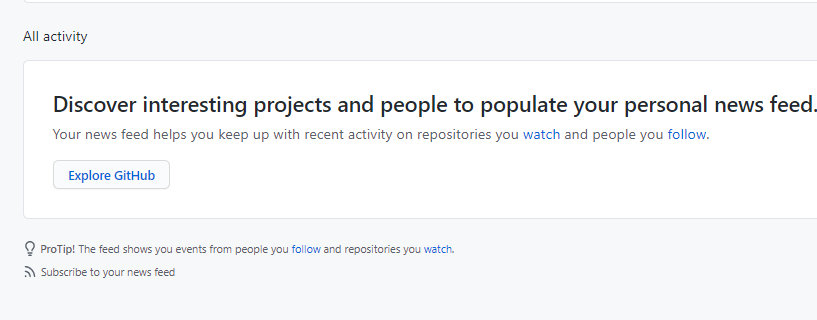 All activity
Discover interesting projects and people to populate your personal news feed.
Your news feed helps you keep up with recent activity on repositories you watch and people you follow.
Explore GitHub
ProTip! The feed shows you events from people you follow and repositories you watch.
Subscribe to your news feed